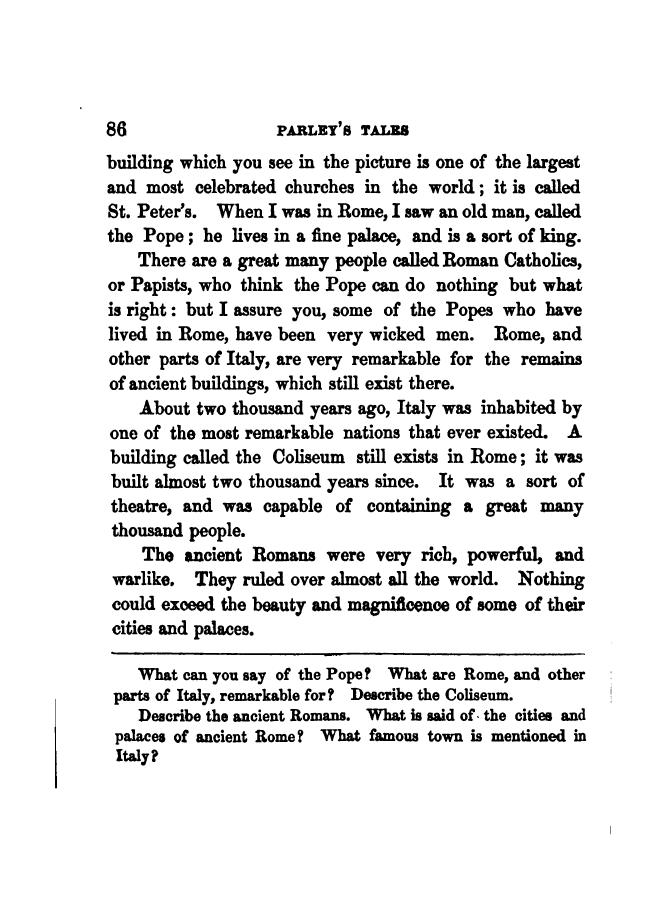 86 PARLEY'S TALES
building which you see in the picture is one of the largest
and most celebrated churches in the world; it is called
St. Peter's. When I was in Rome, I saw an old man, called
the Pope; he lives in a fine palace, and is a sort of king.
There are a great many people called Roman Catholics,
or Papists, who think the Pope can do nothing but what
is right: but I assure you, some of the Popes who have
lived in Rome, have been very wicked men. Rome, and
other parts of Italy, are very remarkable for the remains
of ancient buildings, which still exist there.
About two thousand years ago, Italy was inhabited by
one of the most remarkable nations that ever existed. A
building called the Coliseum still exists in Rome; it was
built almost two thousand years since. It was a sort of
theatre, and was capable of containing a great many
thousand people.
The ancient Romans were very rich, powerful, and
warlike. They ruled over almost all the world. Nothing
could exceed the beauty and magnificence of some of their
cities and palaces.
What can you say of the Pope? What are Rome, and other
parts of Italy, remarkable for? Describe the Coliseum.
Describe the ancient Romans. What is said of the cities and
palaces of ancient Rome? What famous town is mentioned in
Italy?